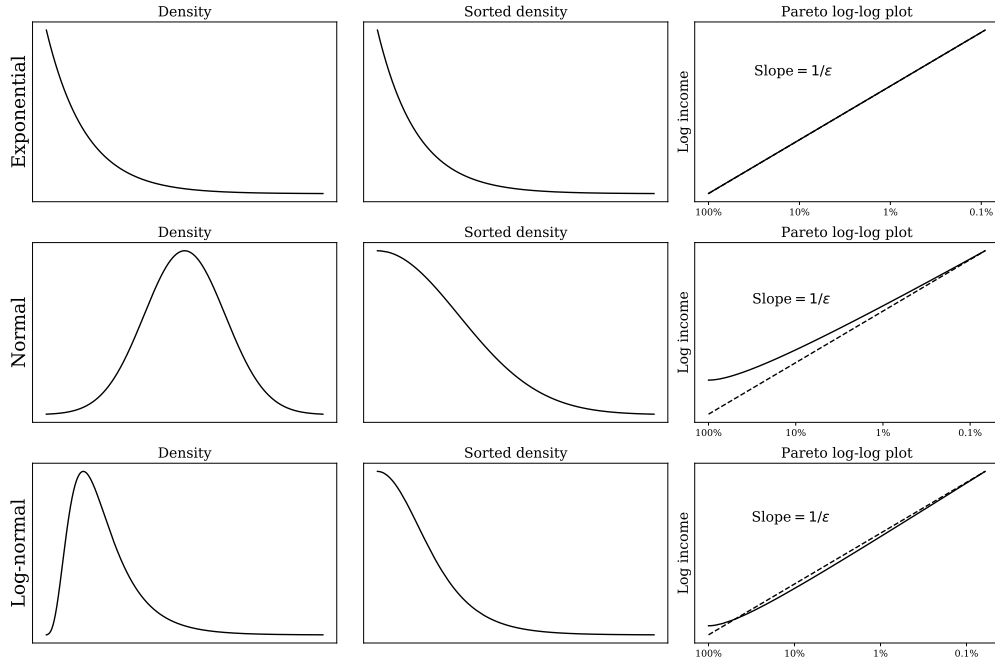 Density
Sorted density
Pareto log-log plot
Exponential
Log income
Slope = 1/ε
100%
10%
1%
0.1%
Density
Sorted density
Pareto log-log plot
Normal
Log income
Slope = 1/ε
100%
10%
1%
0.1%
Density
Sorted density
Pareto log-log plot
Log-normal
Log income
Slope = 1/ε
100%
10%
1%
0.1%